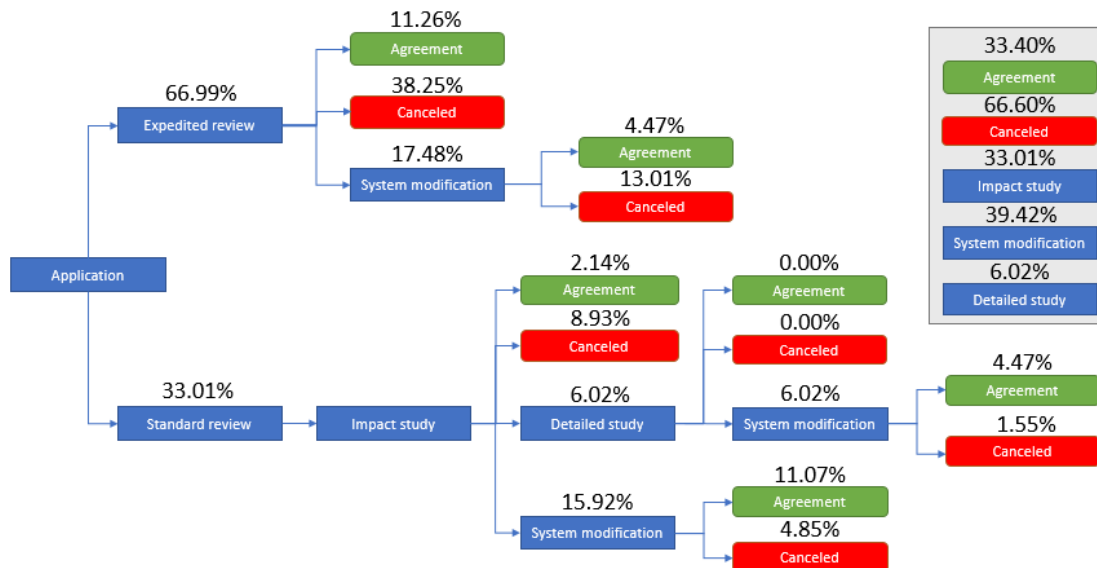 11.26%
Agreement
66.99%
Expedited review
38.25%
Canceled
17.48%
System modification
4.47%
Agreement
13.01%
Canceled
Application
33.01%
Standard review
Impact study
2.14%
Agreement
8.93%
Canceled
6.02%
Detailed study
0.00%
Agreement
0.00%
Canceled
6.02%
System modification
4.47%
Agreement
1.55%
Canceled
15.92%
System modification
11.07%
Agreement
4.85%
Canceled
33.40%
Agreement
66.60%
Canceled
33.01%
Impact study
39.42%
System modification
6.02%
Detailed study